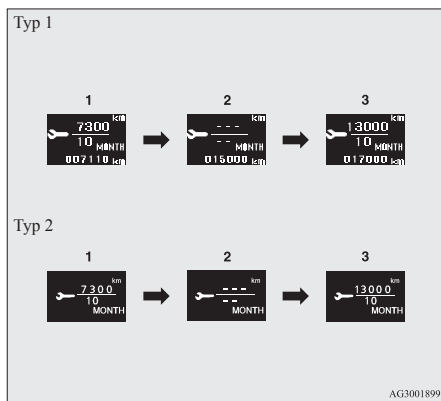 Typ 1
1 2 3
km km km
7300 --- 13000
10 MONTH -- MONTH 10 MONTH
007110 km 015000 km 017000 km
Typ 2
1 2 3
km km km
7300 --- 13000
10 -- 10
MONTH MONTH MONTH
AG3001899